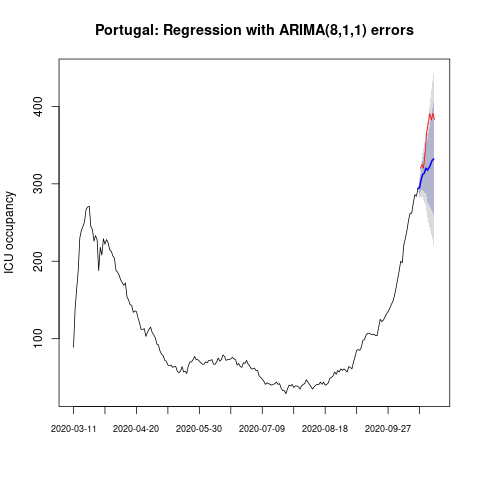 Portugal: Regression with ARIMA(8,1,1) errors
ICU occupancy
400
300
200
100
2020-03-11 2020-04-20 2020-05-30 2020-07-09 2020-08-18 2020-09-27